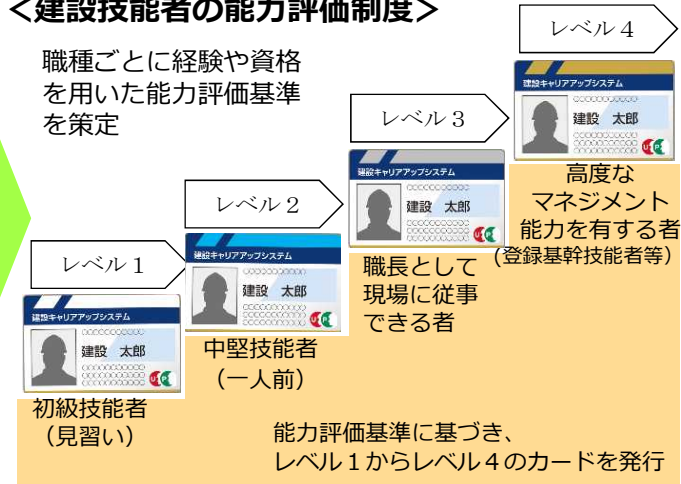 ＜建設技能者の能力評価制度＞
職種ごとに経験や資格
を用いた能力評価基準
を策定
レベル４
建設キャリアアップシステム
建設　太郎
高度な
マネジメント
能力を有する者
（登録基幹技能者等）
レベル３
建設キャリアアップシステム
建設　太郎
職長として
現場に従事
できる者
レベル２
建設キャリアアップシステム
建設　太郎
中堅技能者
（一人前）
レベル１
建設キャリアアップシステム
建設　太郎
初級技能者
（見習い）
能力評価基準に基づき、
レベル１からレベル４のカードを発行